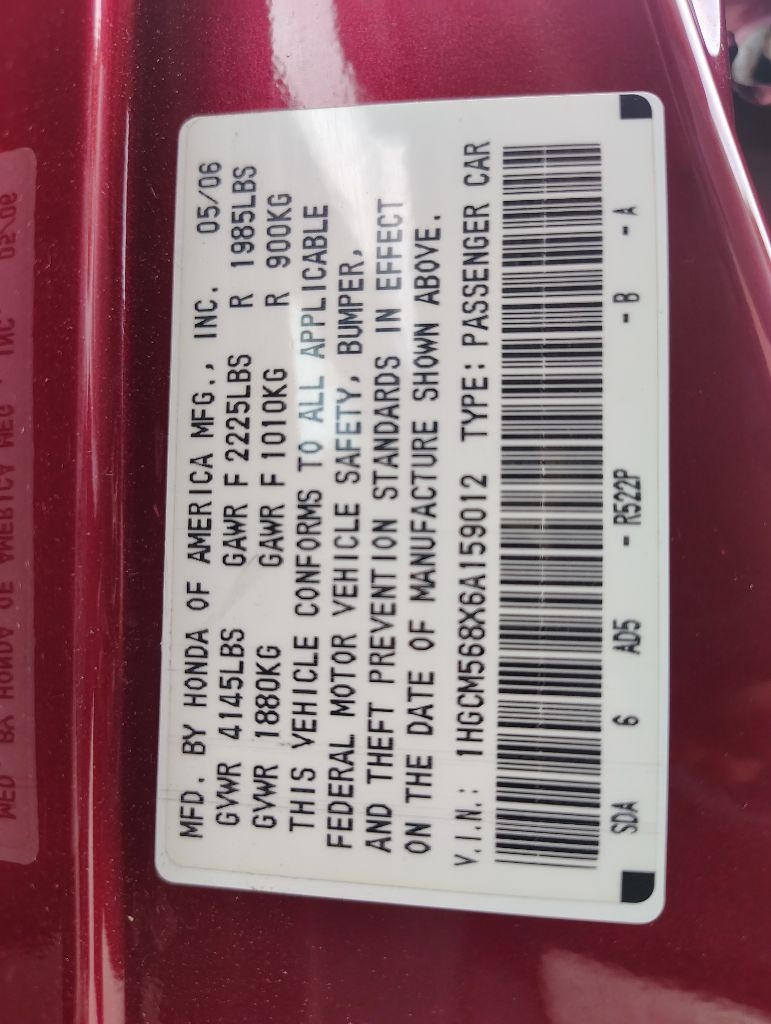 MFD. BY HONDA OF AMERICA MFG., INC. 05/06
GVWR 4145LBS GAWR F 2225LBS R 1985LBS
GVWR 1880KG GAWR F 1010KG R 900KG
THIS VEHICLE CONFORMS TO ALL APPLICABLE
FEDERAL MOTOR VEHICLE SAFETY, BUMPER,
AND THEFT PREVENTION STANDARDS IN EFFECT
ON THE DATE OF MANUFACTURE SHOWN ABOVE.
V.I.N.: 1HGCM568X6A159012 TYPE: PASSENGER CAR
SDA 6 AD5 - R522P - B - A